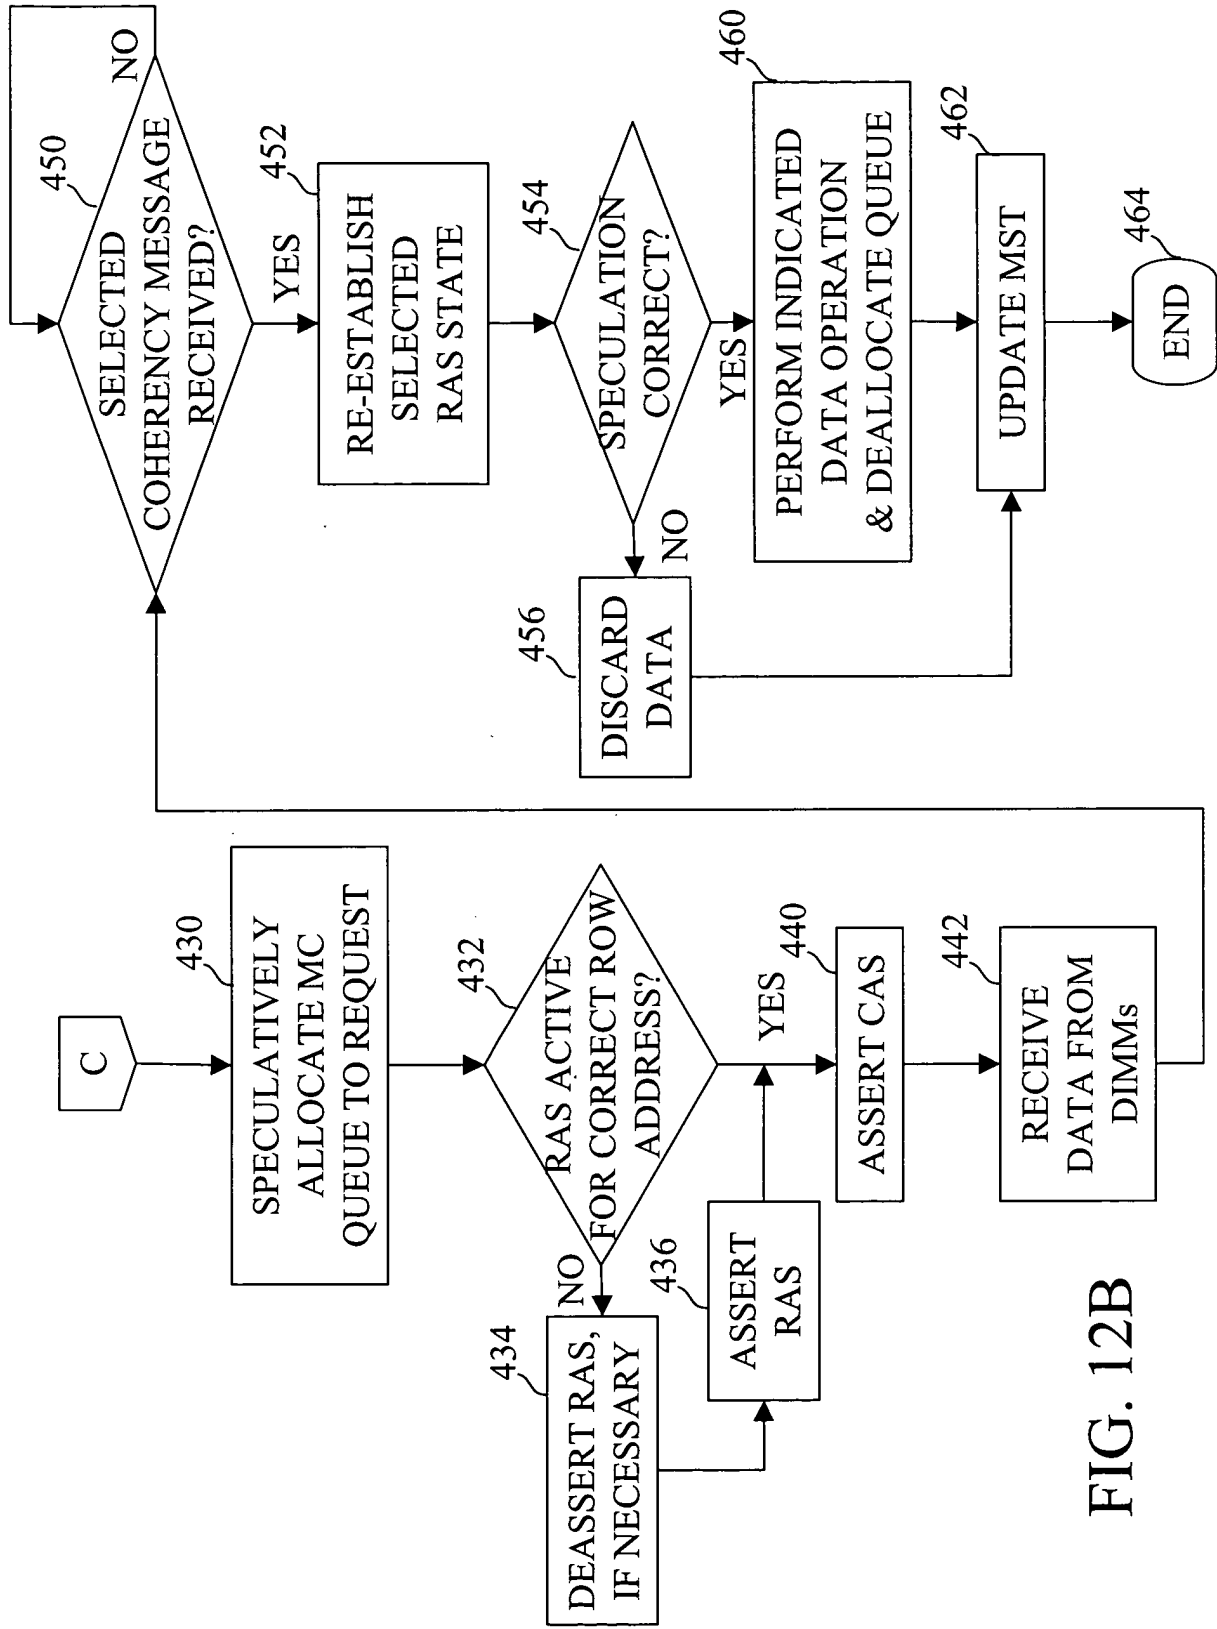 C
430
SPECULATIVELY
ALLOCATE MC
QUEUE TO REQUEST
432
RAS ACTIVE
FOR CORRECT ROW
ADDRESS?
NO
YES
434
DEASSERT RAS,
IF NECESSARY
436
ASSERT
RAS
440
ASSERT CAS
442
RECEIVE
DATA FROM
DIMMs
450
SELECTED
COHERENCY MESSAGE
RECEIVED?
NO
YES
452
RE-ESTABLISH
SELECTED
RAS STATE
454
SPECULATION
CORRECT?
NO
YES
456
DISCARD
DATA
460
PERFORM INDICATED
DATA OPERATION
& DEALLOCATE QUEUE
462
UPDATE MST
464
END
FIG. 12B